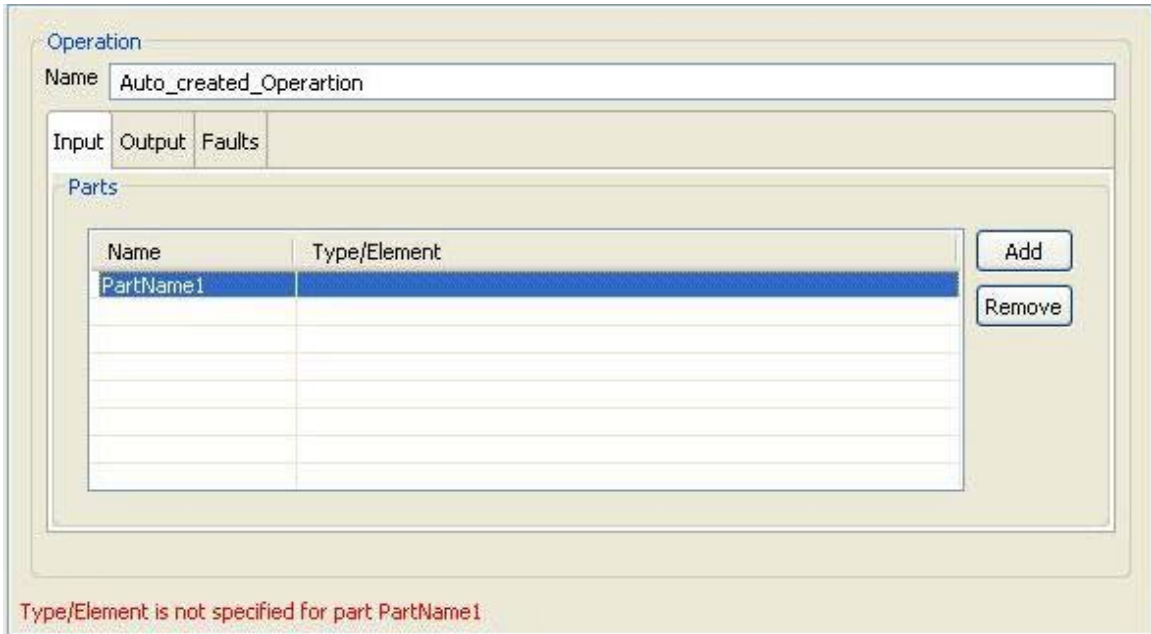 Operation
Name Auto_created_Operartion
Input Output Faults
Parts
Name Type/Element Add
PartName1
Remove
Type/Element is not specified for part PartName1